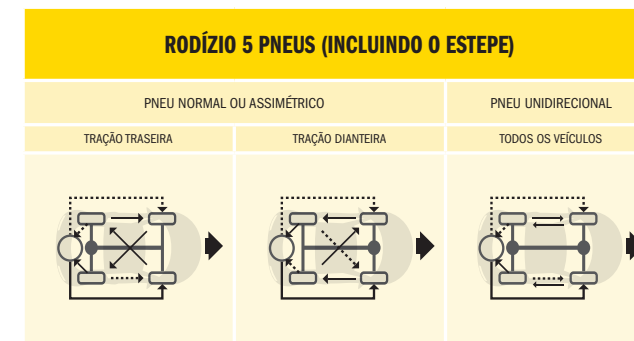 RODÍZIO 5 PNEUS (INCLUINDO O ESTEPE)
PNEU NORMAL OU ASSIMÉTRICO
PNEU UNIDIRECIONAL
TRAÇÃO TRASEIRA
TRAÇÃO DIANTEIRA
TODOS OS VEÍCULOS